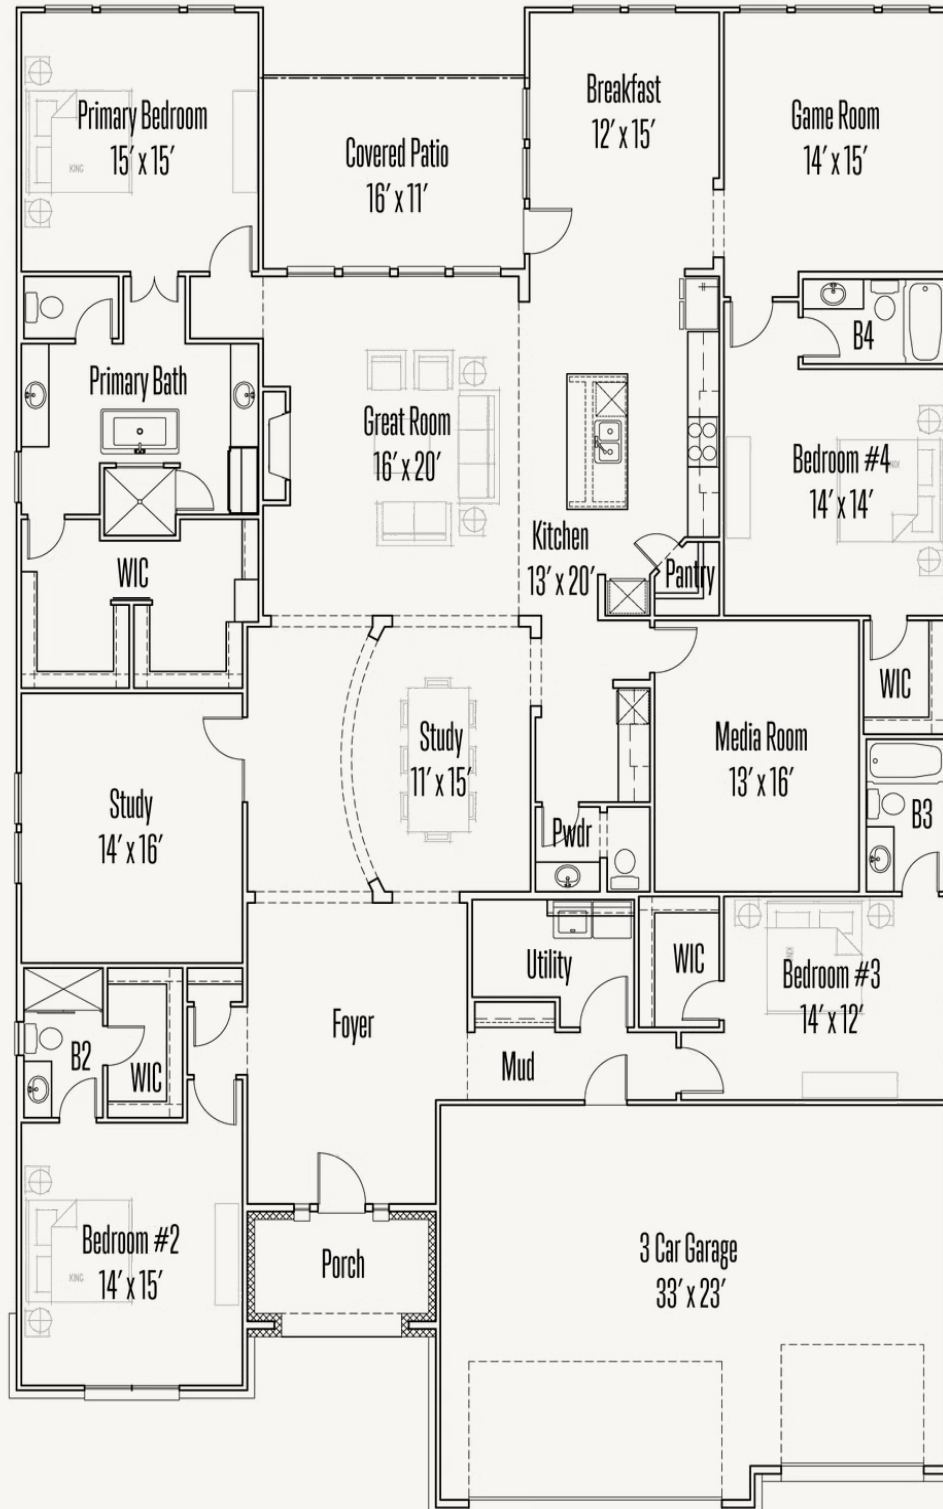 Primary Bedroom
15' x 15'
KING
Covered Patio
16' x 11'
Breakfast
12' x 15'
Game Room
14' x 15'
Primary Bath
Great Room
16' x 20'
B4
Bedroom #4
14' x 14'
Kitchen
13' x 20'
Pantry
WIC
WIC
Study
14' x 16'
Study
11' x 15'
Media Room
13' x 16'
B3
Pwdr
Utility
WIC
Bedroom #3
14' x 12'
Foyer
Mud
B2
WIC
Bedroom #2
14' x 15'
KING
Porch
3 Car Garage
33' x 23'